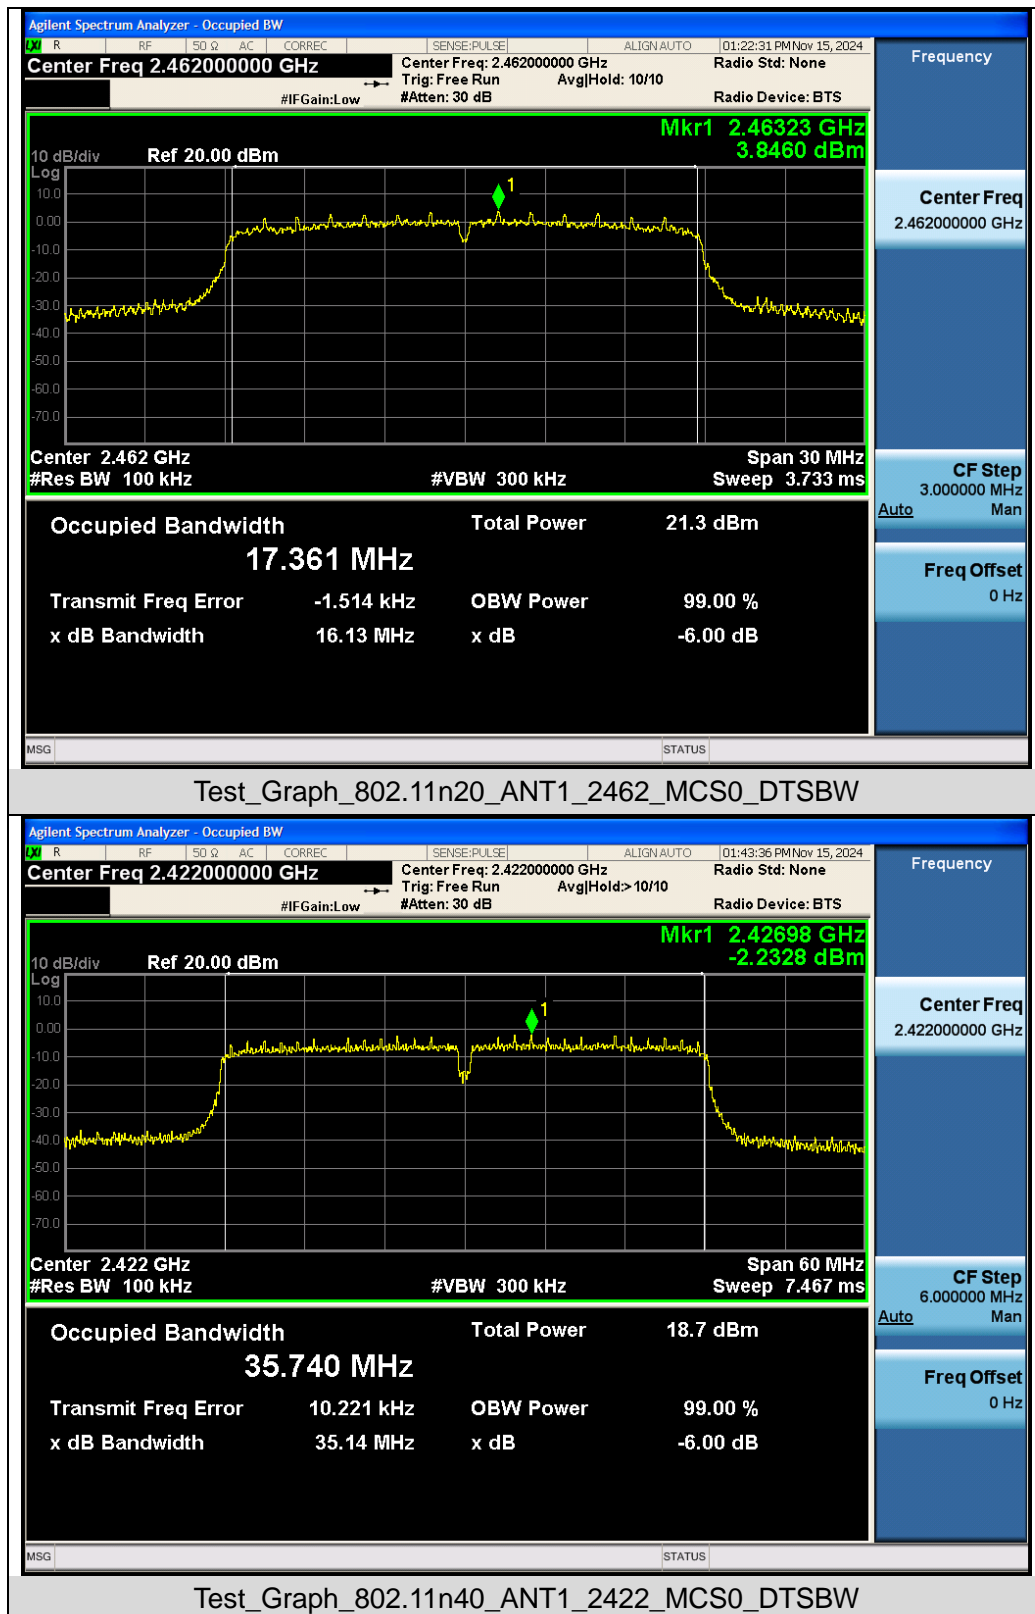 Agilent Spectrum Analyzer - Occupied BW
LXI R RF 50 Ω AC CORREC SENSE:PULSE ALIGN AUTO 01:22:31 PM Nov 15, 2024
Center Freq 2.462000000 GHz
Center Freq: 2.462000000 GHz
Radio Std: None
Trig: Free Run Avg|Hold: 10/10
#IFGain:Low
#Atten: 30 dB
Radio Device: BTS
Frequency
Mkr1 2.46323 GHz
3.8460 dBm
10 dB/div Ref 20.00 dBm
Log
10.0
0.00
-10.0
-20.0
-30.0
-40.0
-50.0
-60.0
-70.0
1
Center 2.462 GHz
Span 30 MHz
#Res BW 100 kHz
#VBW 300 kHz
Sweep 3.733 ms
Center Freq
2.462000000 GHz
CF Step
3.000000 MHz
Auto Man
Freq Offset
0 Hz
Occupied Bandwidth
Total Power 21.3 dBm
17.361 MHz
Transmit Freq Error -1.514 kHz OBW Power 99.00 %
x dB Bandwidth 16.13 MHz x dB -6.00 dB
MSG STATUS
Test_Graph_802.11n20_ANT1_2462_MCS0_DTSBW
Agilent Spectrum Analyzer - Occupied BW
LXI R RF 50 Ω AC CORREC SENSE:PULSE ALIGN AUTO 01:43:36 PM Nov 15, 2024
Center Freq 2.422000000 GHz
Center Freq: 2.422000000 GHz
Radio Std: None
Trig: Free Run Avg|Hold:> 10/10
#IFGain:Low
#Atten: 30 dB
Radio Device: BTS
Frequency
Mkr1 2.42698 GHz
-2.2328 dBm
10 dB/div Ref 20.00 dBm
Log
10.0
0.00
-10.0
-20.0
-30.0
-40.0
-50.0
-60.0
-70.0
1
Center 2.422 GHz
Span 60 MHz
#Res BW 100 kHz
#VBW 300 kHz
Sweep 7.467 ms
Center Freq
2.422000000 GHz
CF Step
6.000000 MHz
Auto Man
Freq Offset
0 Hz
Occupied Bandwidth
Total Power 18.7 dBm
35.740 MHz
Transmit Freq Error 10.221 kHz OBW Power 99.00 %
x dB Bandwidth 35.14 MHz x dB -6.00 dB
MSG STATUS
Test_Graph_802.11n40_ANT1_2422_MCS0_DTSBW